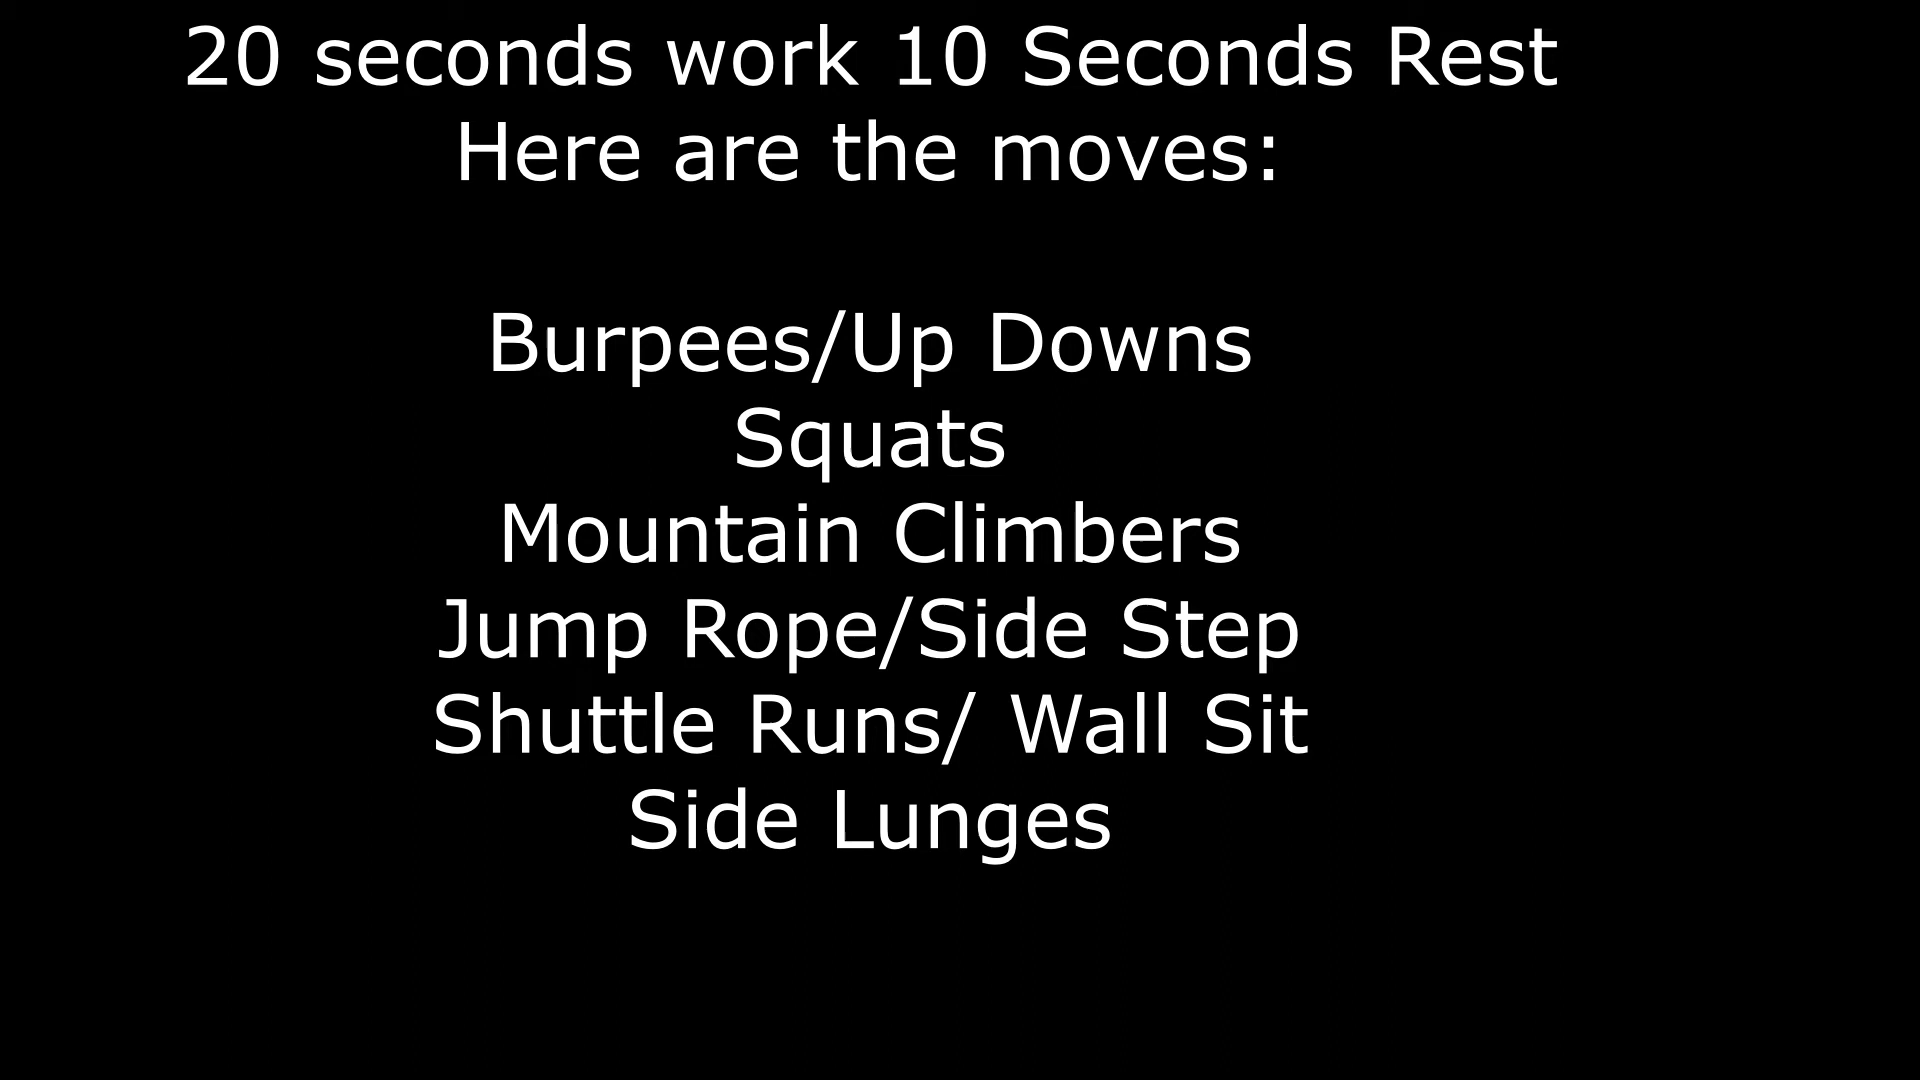 20 seconds work 10 Seconds Rest
Here are the moves:
Burpees/Up Downs
Squats
Mountain Climbers
Jump Rope/Side Step
Shuttle Runs/ Wall Sit
Side Lunges